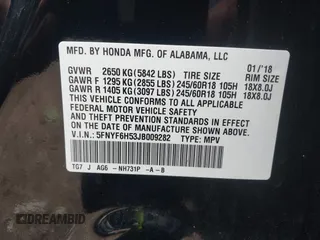 MFD. BY HONDA MFG. OF ALABAMA, LLC
01/'18
GVWR 2650 KG(5842 LBS) TIRE SIZE RIM SIZE
GAWR F 1295 KG(2855 LBS) 245/60R18 105H 18X8.0J
GAWR R 1405 KG(3097 LBS) 245/60R18 105H 18X8.0J
THIS VEHICLE CONFORMS TO ALL APPLICABLE
FEDERAL MOTOR VEHICLE SAFETY, BUMPER,
AND THEFT PREVENTION STANDARDS IN EFFECT
ON THE DATE OF MANUFACTURE SHOWN ABOVE.
V.I.N.: 5FNYF6H53JB009282 TYPE: MPV
TG7 J AG6 -NH731P -A-B
DREAMBID